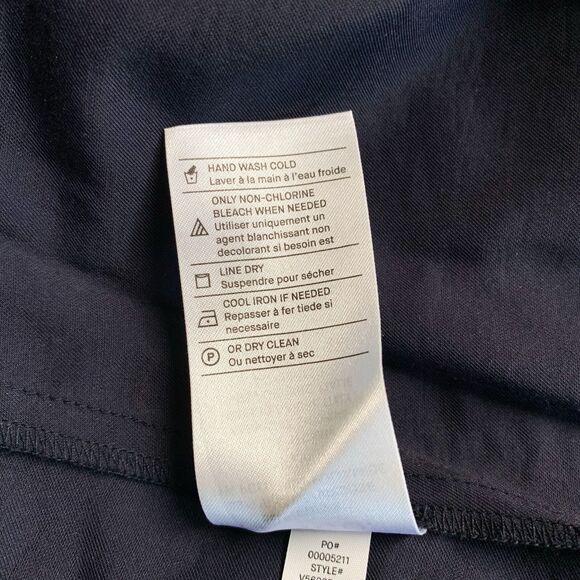 HAND WASH COLD
Laver à la main à l'eau froide
ONLY NON-CHLORINE
BLEACH WHEN NEEDED
Utiliser uniquement un
agent blanchissant non
decolorant si besoin est
LINE DRY
Suspendre pour sécher
COOL IRON IF NEEDED
Repasser à fer tiede si
necessaire
P
OR DRY CLEAN
Ou nettoyer à sec
PO#
00005211
STYLE#